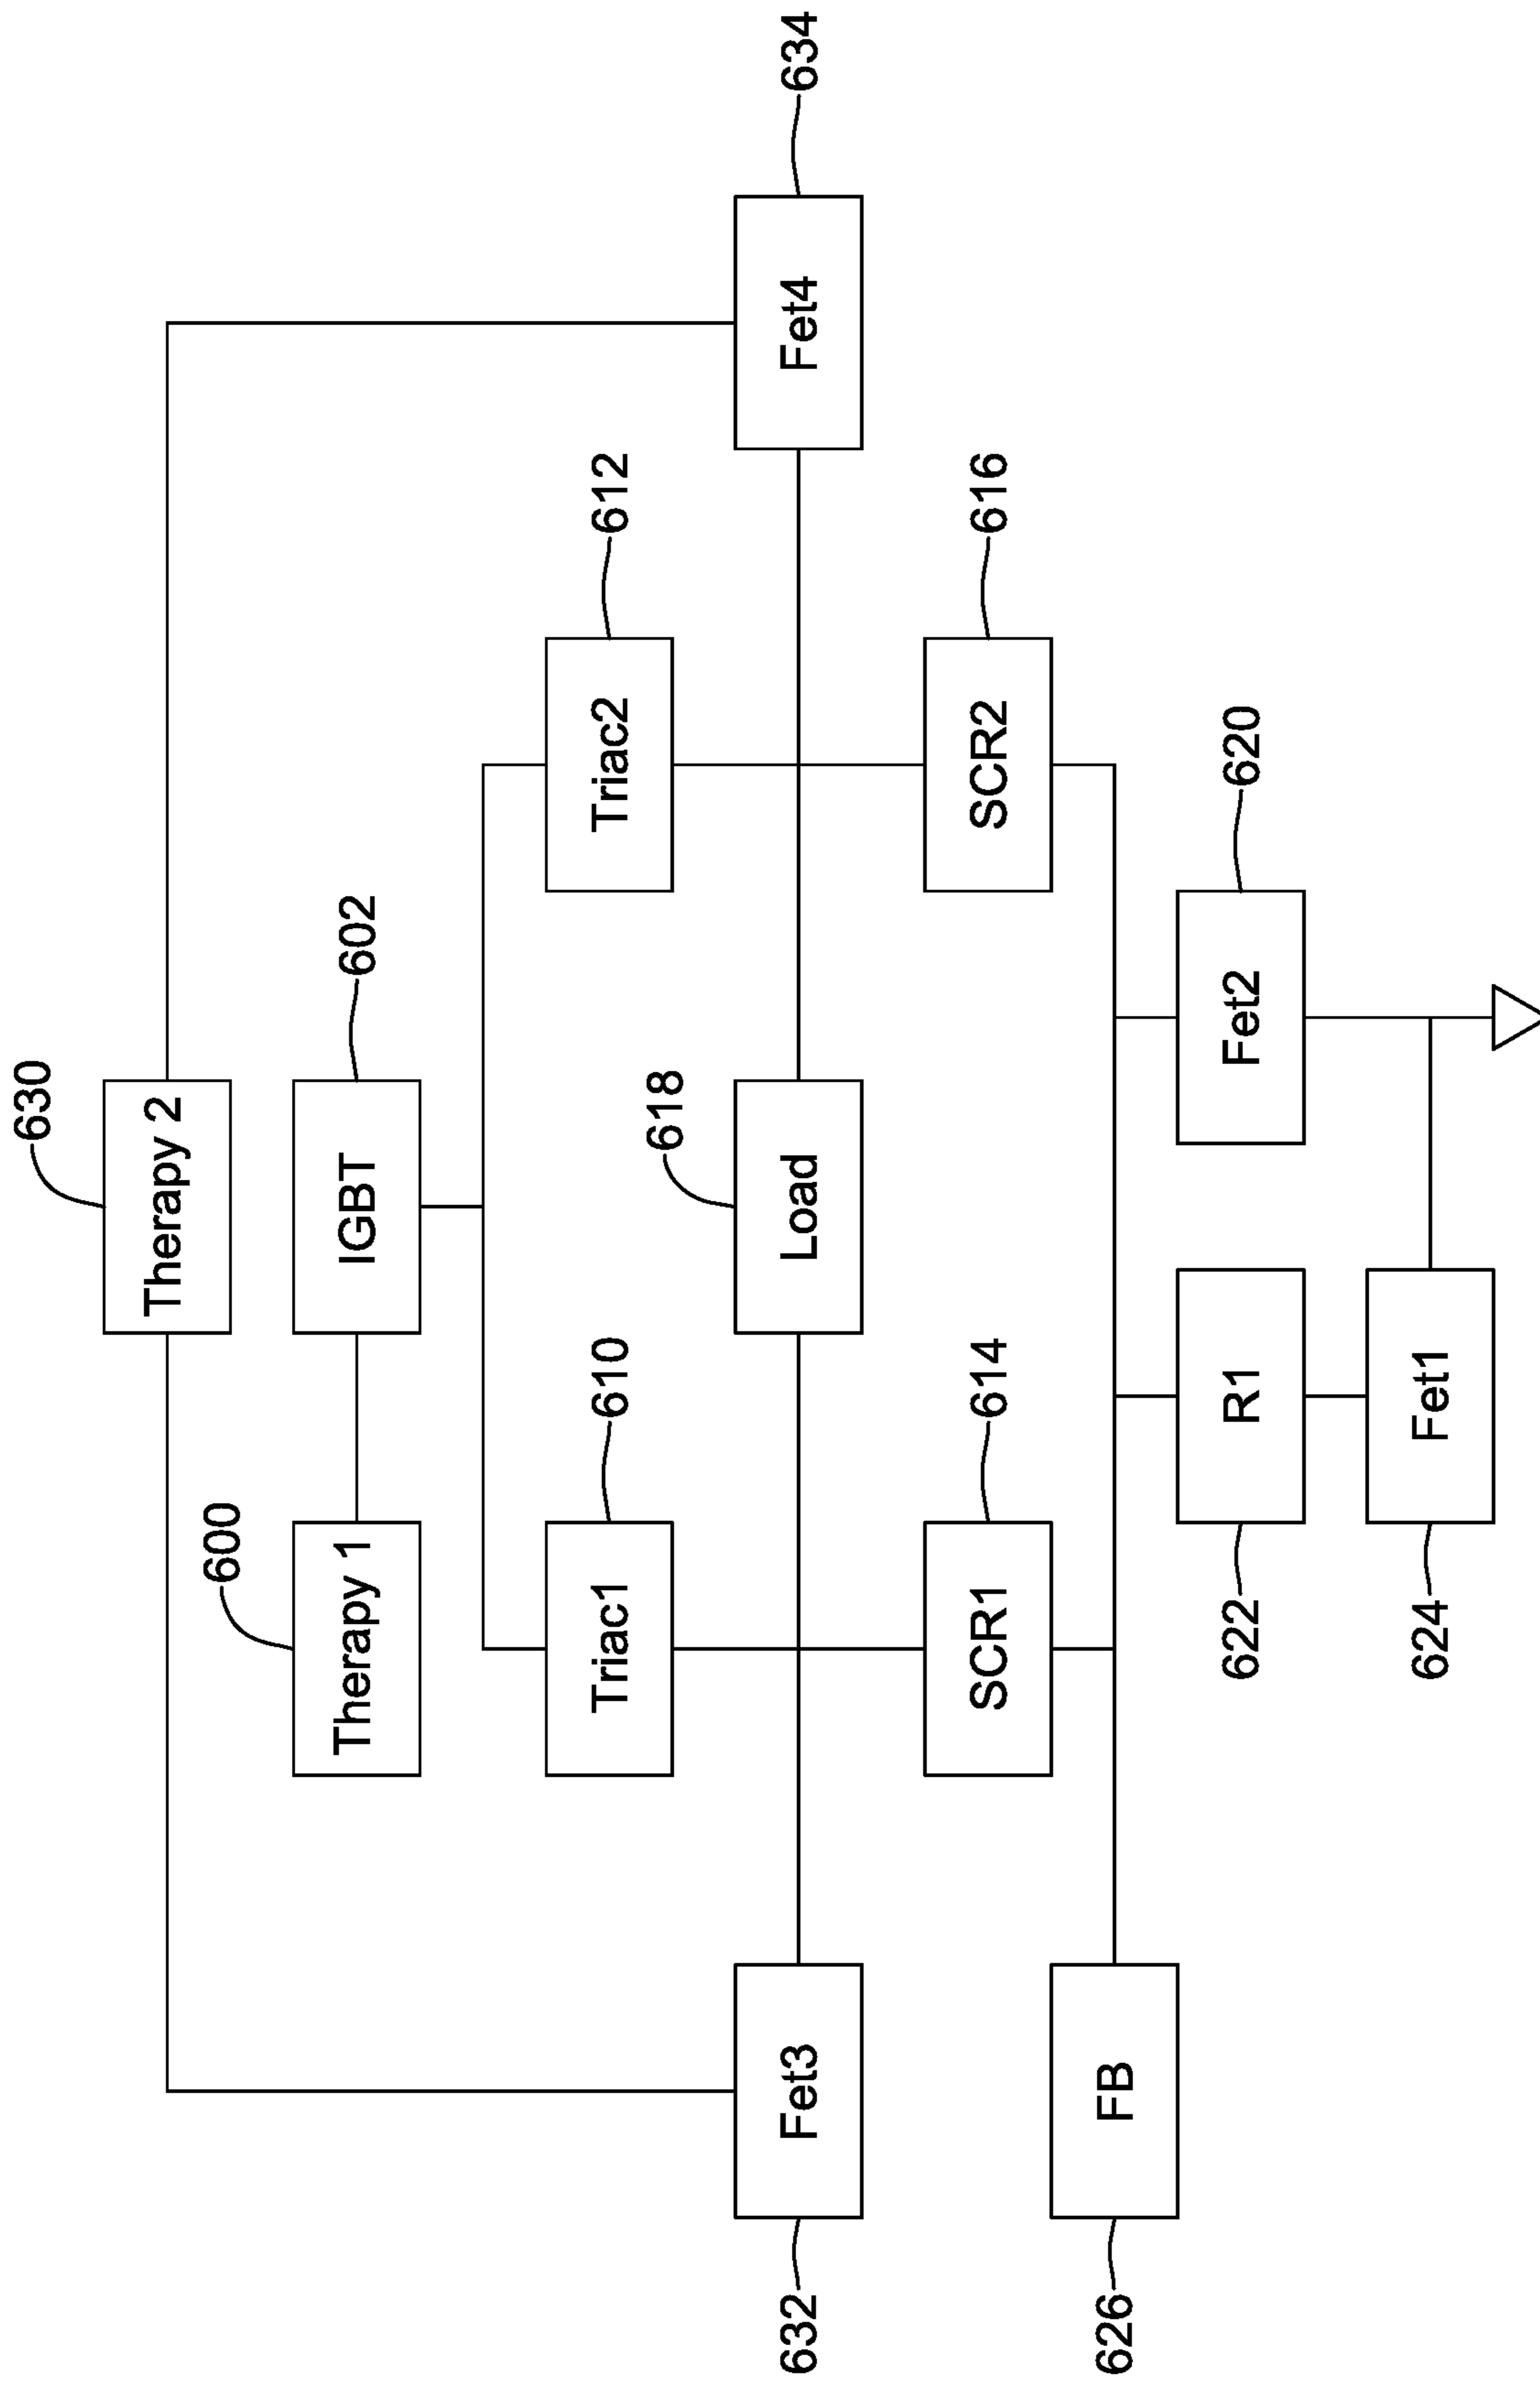 630
Therapy 2
600
602
Therapy 1
IGBT
610
612
Triac1
Triac2
618
Fet3
Load
Fet4
632
634
614
616
SCR1
SCR2
FB
626
620
R1
Fet2
622
Fet1
624